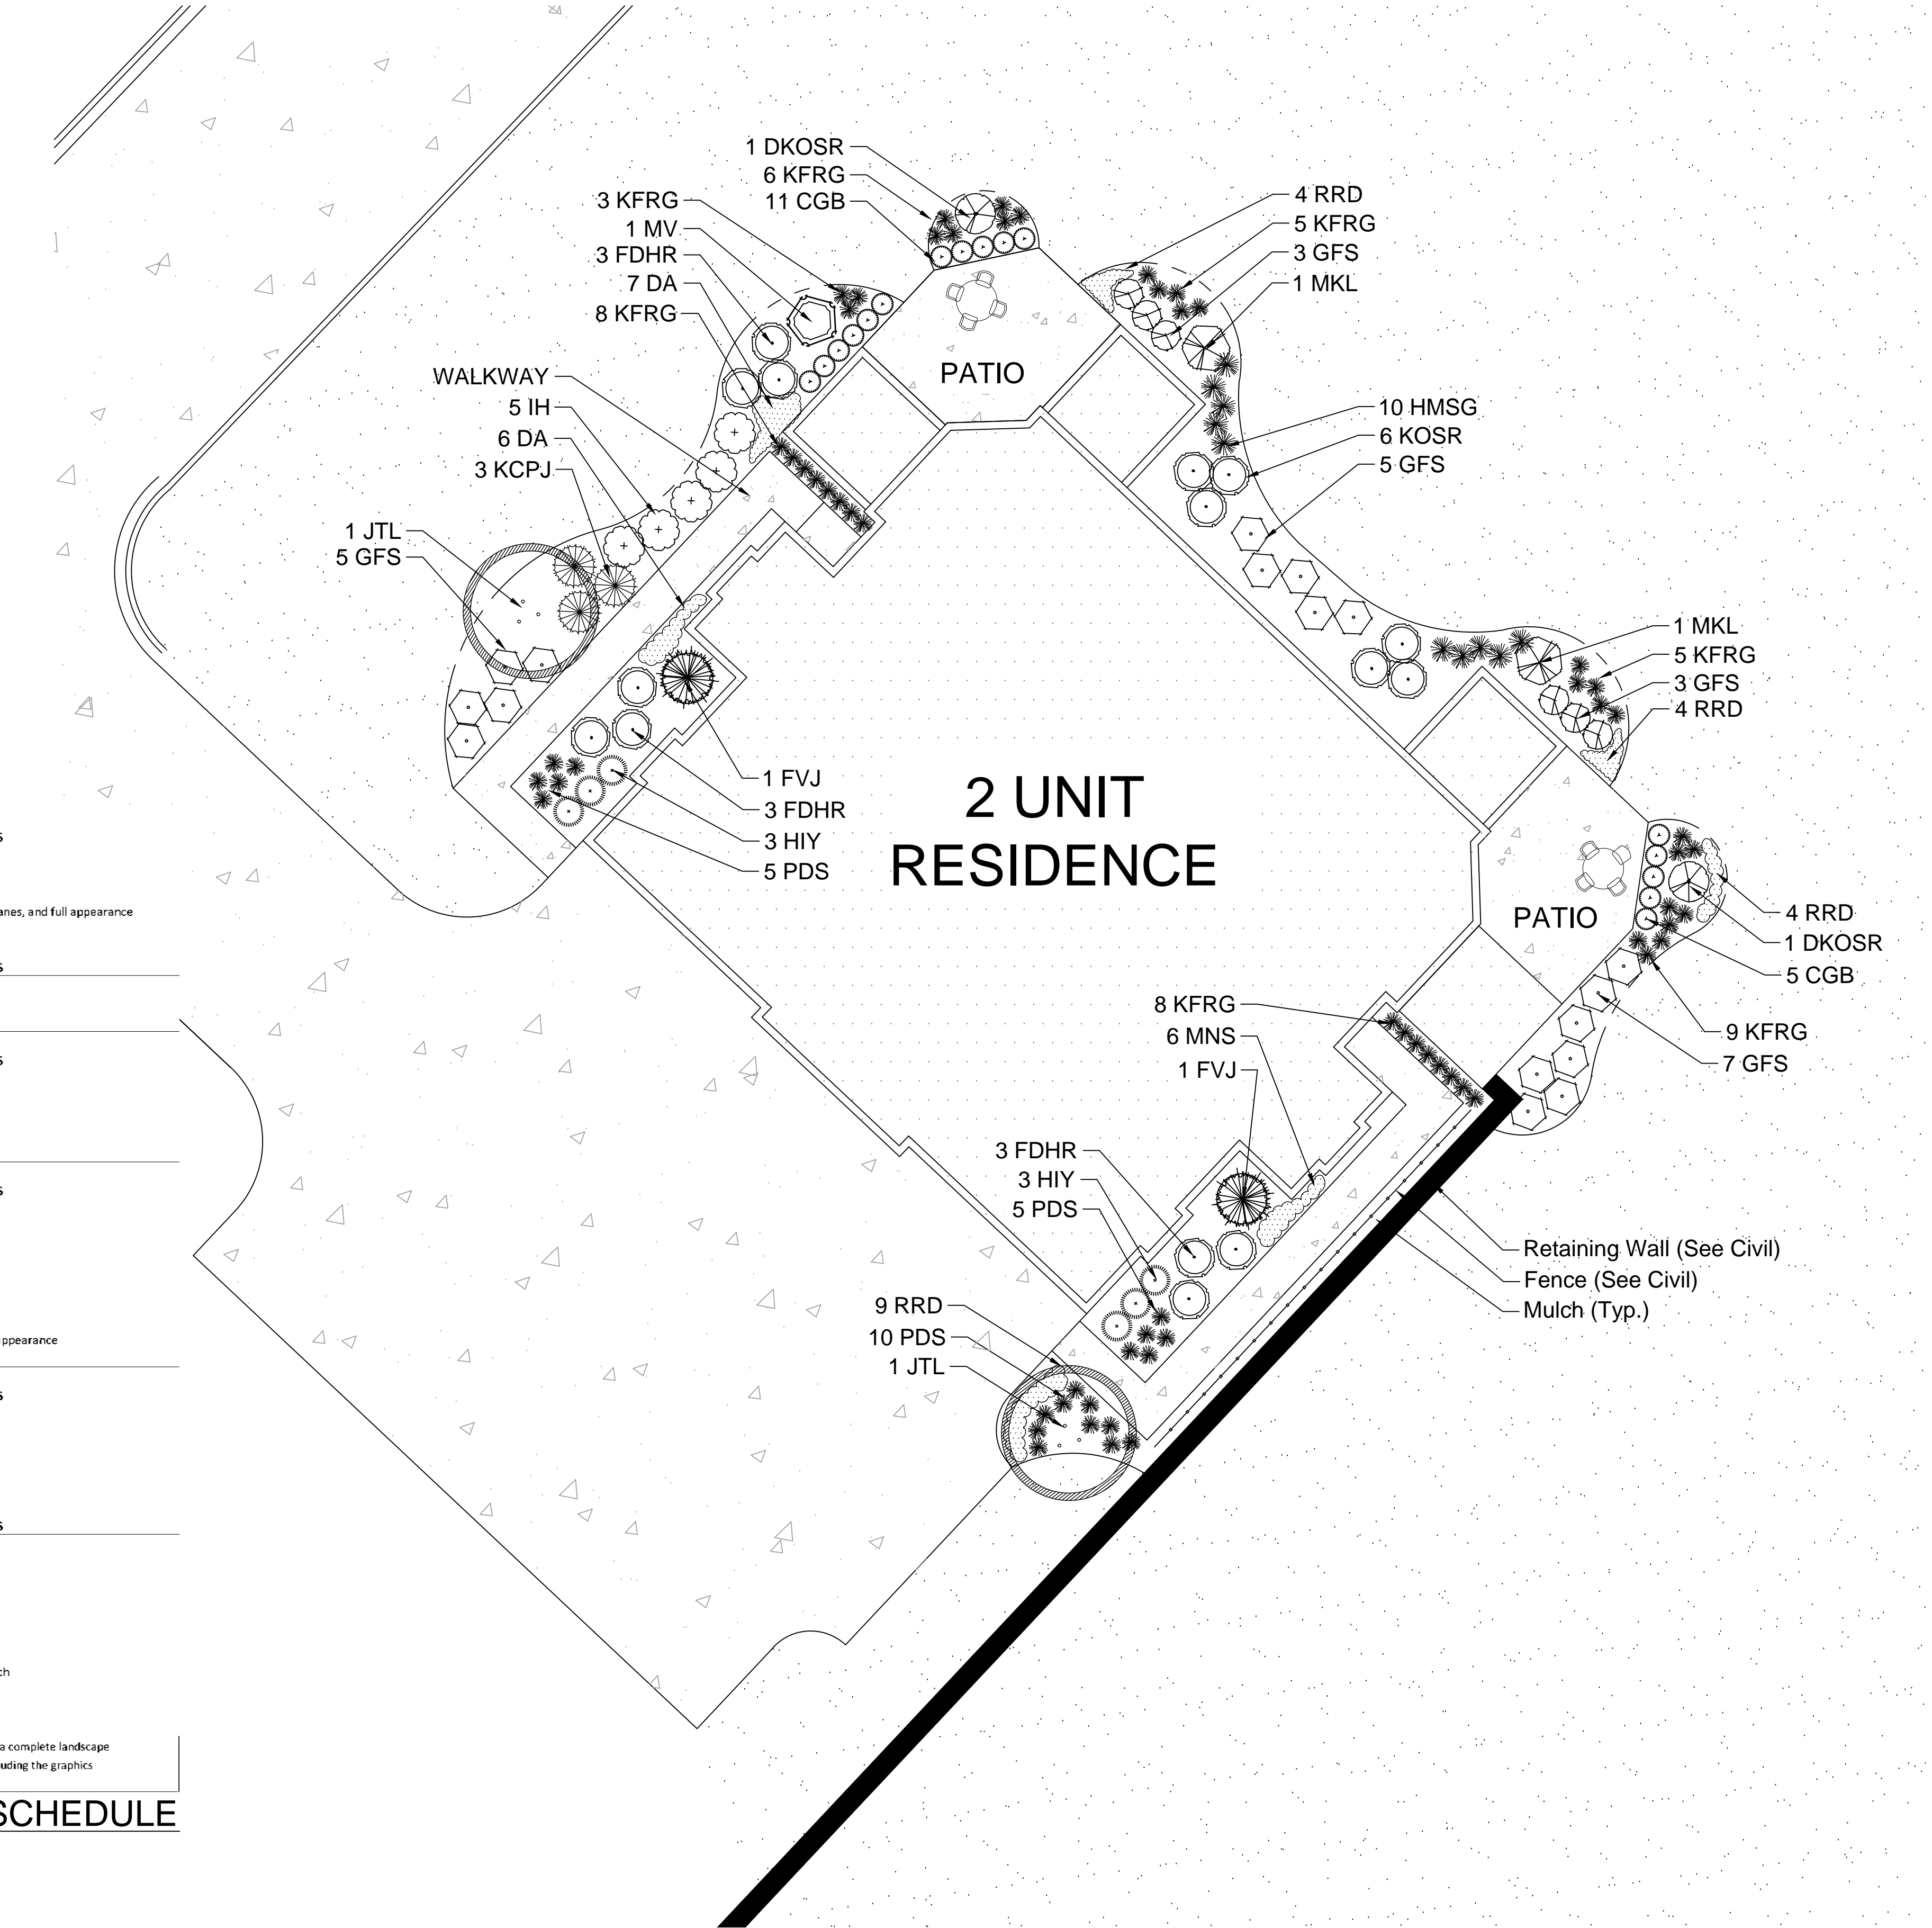 1 DKOSR
6 KFRG
11 CGB
3 KFRG
1 MV
3 FDHR
7 DA
8 KFRG
WALKWAY
5 IH
6 DA
3 KCPJ
1 JTL
5 GFS
4 RRD
5 KFRG
3 GFS
1 MKL
PATIO
10 HMSG
6 KOSR
5 GFS
1 MKL
5 KFRG
3 GFS
4 RRD
1 FVJ
3 FDHR
3 HIY
5 PDS
2 UNIT
RESIDENCE
PATIO
4 RRD
1 DKOSR
5 CGB
9 KFRG
7 GFS
8 KFRG
6 MNS
1 FVJ
3 FDHR
3 HIY
5 PDS
Retaining Wall (See Civil)
Fence (See Civil)
Mulch (Typ.)
9 RRD
10 PDS
1 JTL
and full appearance
a complete landscape
the graphics
SCHEDULE